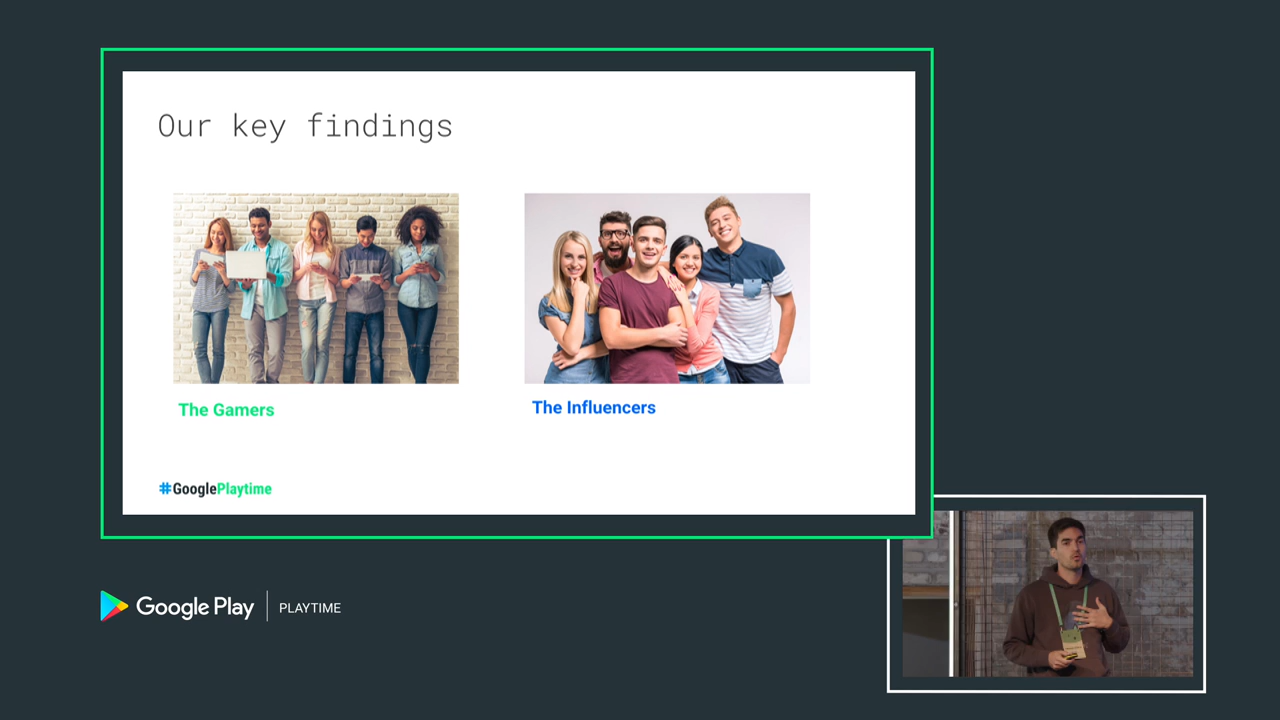 Our key findings
The Gamers
The Influencers
#GooglePlaytime
Google Play | PLAYTIME